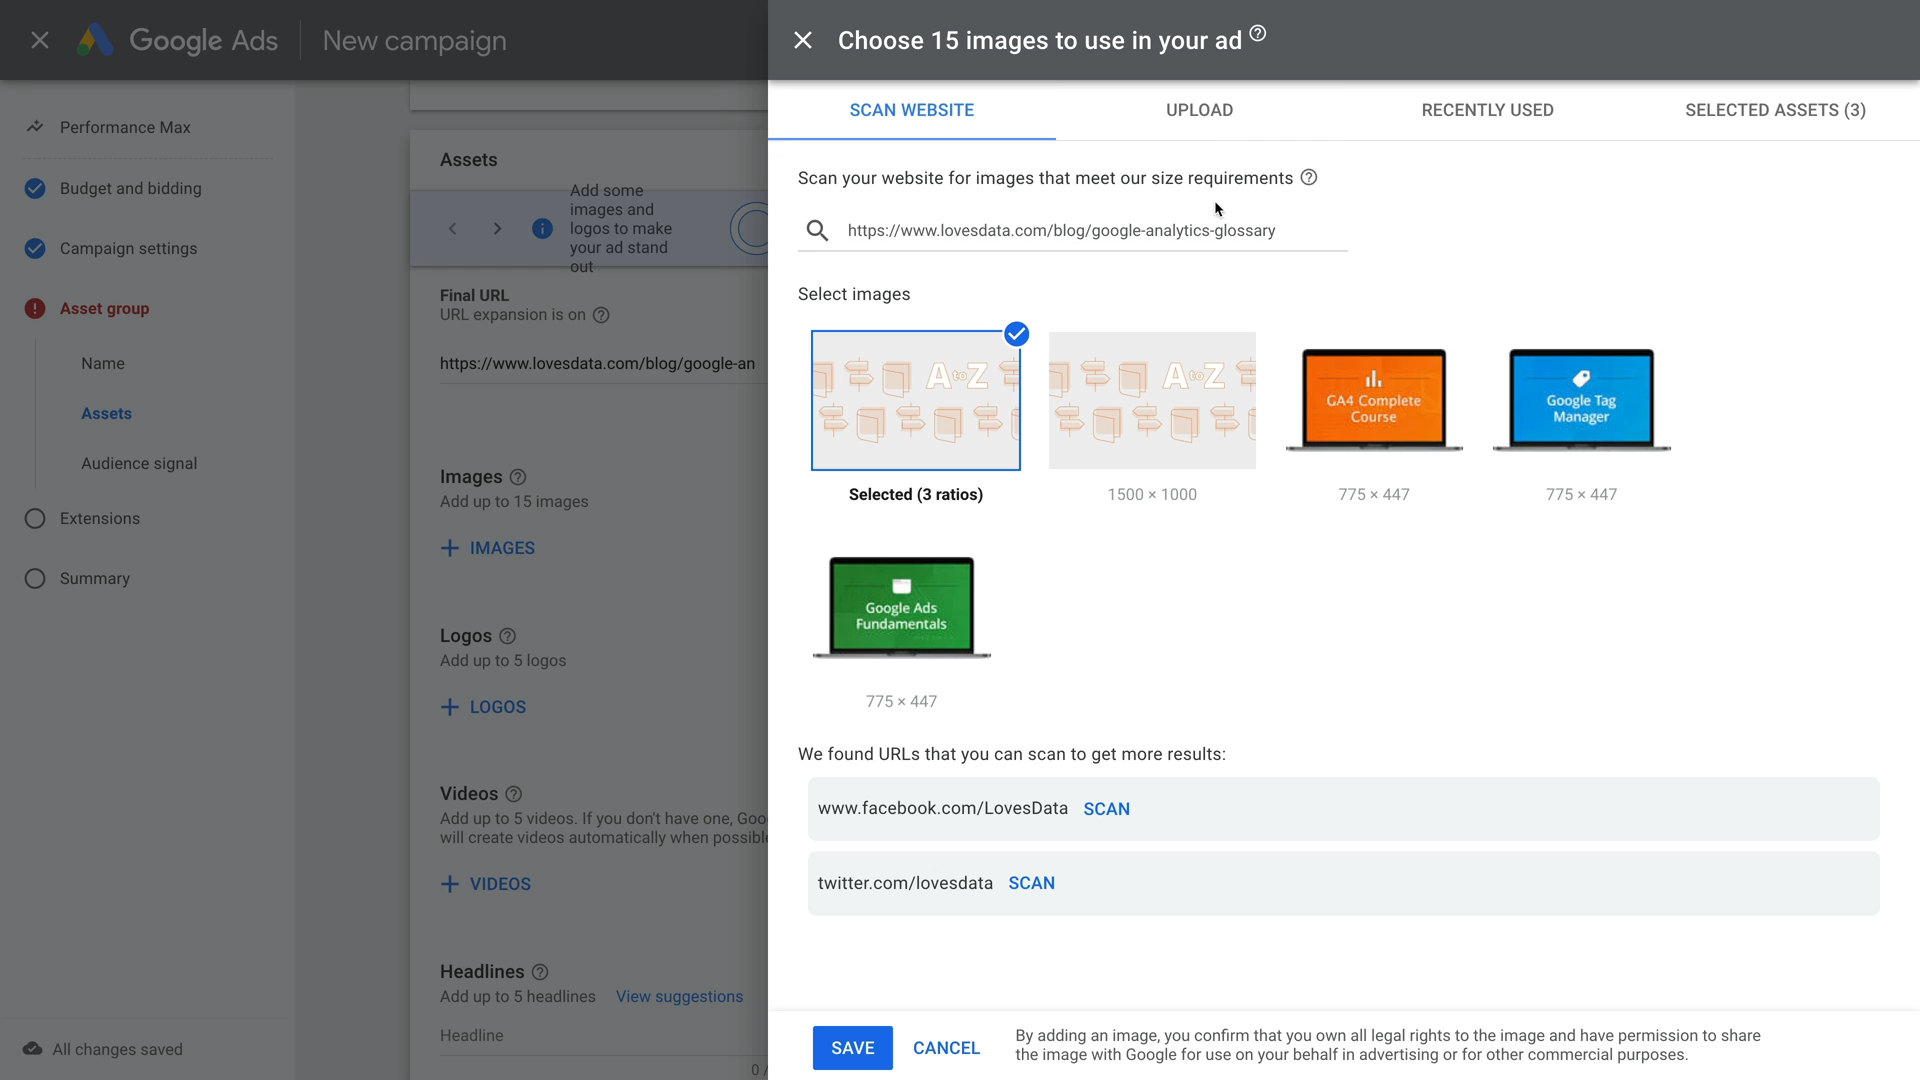 Google Ads
New campaign
Performance Max
Budget and bidding
Campaign settings
Asset group
Name
Assets
Audience signal
Extensions
Summary
All changes saved
Assets
Add some
images and
logos to make
your ad stand
out
Final URL
URL expansion is on
https://www.lovesdata.com/blog/google-an
Images
Add up to 15 images
IMAGES
Logos
Add up to 5 logos
LOGOS
Videos
Add up to 5 videos. If you don't have one, Goo
will create videos automatically when possible
VIDEOS
Headlines
Add up to 5 headlines View suggestions
Headline
0 /
Choose 15 images to use in your ad
SCAN WEBSITE
UPLOAD
RECENTLY USED
SELECTED ASSETS (3)
Scan your website for images that meet our size requirements
https://www.lovesdata.com/blog/google-analytics-glossary
Select images
A to Z
Selected (3 ratios)
A to Z
1500 × 1000
GA4 Complete
Course
775 × 447
Google Tag
Manager
775 × 447
Google Ads
Fundamentals
775 × 447
We found URLs that you can scan to get more results:
www.facebook.com/LovesData SCAN
twitter.com/lovesdata SCAN
SAVE
CANCEL
By adding an image, you confirm that you own all legal rights to the image and have permission to share
the image with Google for use on your behalf in advertising or for other commercial purposes.